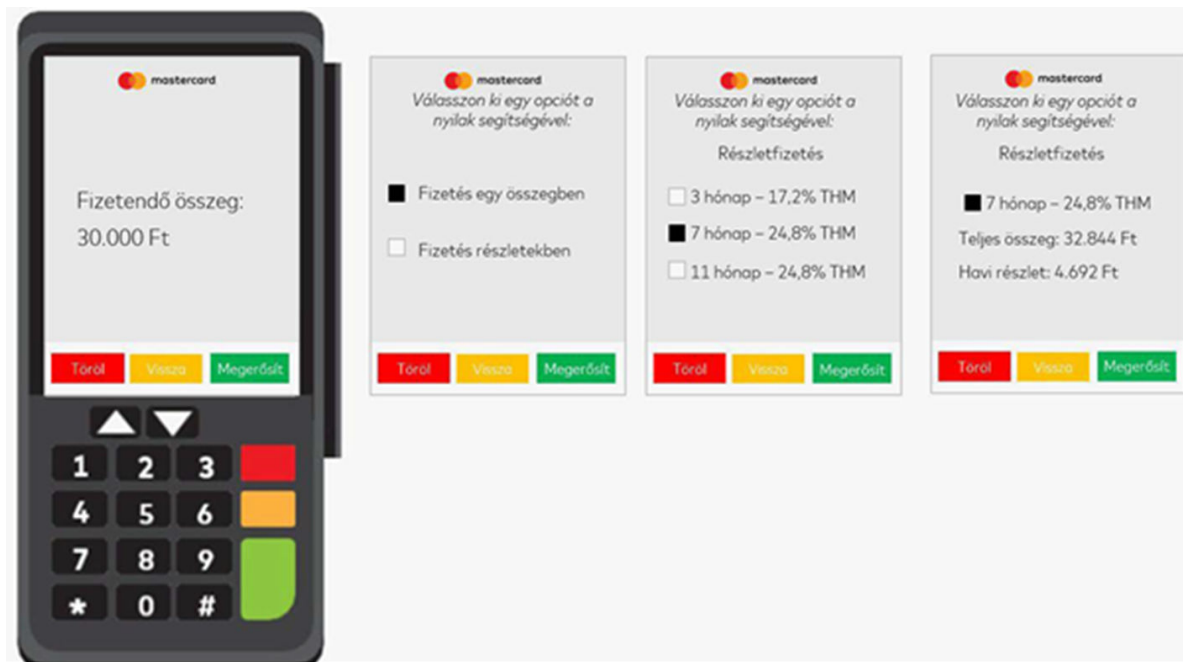 mastercard
Fizetendő összeg:
30.000 Ft
Töröl Vissza Megerősít
1 2 3
4 5 6
7 8 9
* 0 #
mastercard
Válasszon ki egy opciót a
nyilak segítségével:
Fizetés egy összegben
Fizetés részletekben
Töröl Vissza Megerősít
mastercard
Válasszon ki egy opciót a
nyilak segítségével:
Részletfizetés
3 hónap – 17,2% THM
7 hónap – 24,8% THM
11 hónap – 24,8% THM
Töröl Vissza Megerősít
mastercard
Válasszon ki egy opciót a
nyilak segítségével:
Részletfizetés
7 hónap – 24,8% THM
Teljes összeg: 32.844 Ft
Havi részlet: 4.692 Ft
Töröl Vissza Megerősít